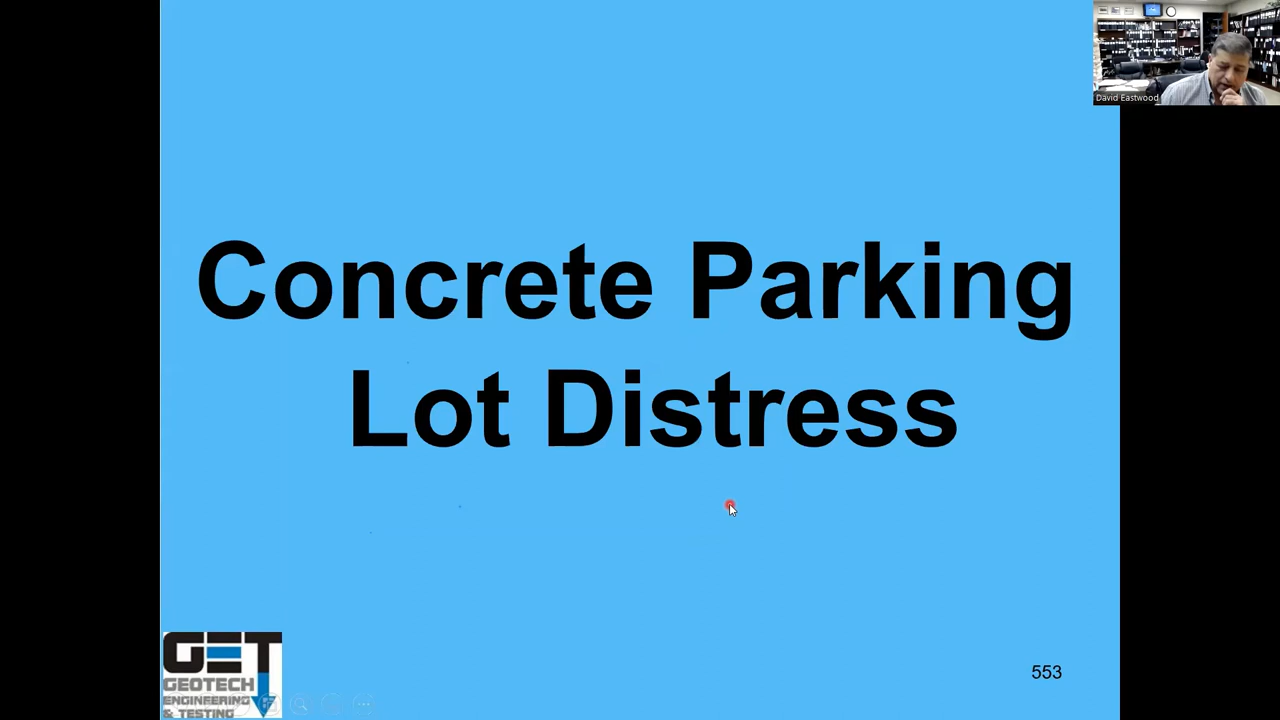 David Eastwood
Concrete Parking
Lot Distress
GET
GEOTECH
ENGINEERING
& TESTING
553